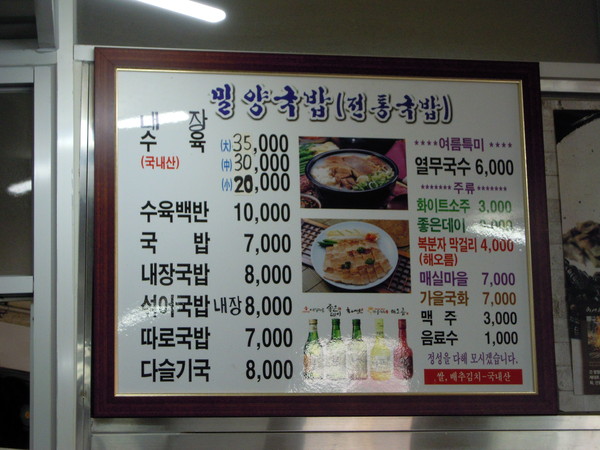 밀양국밥(전통국밥)
내장
수육 (大) 35,000
(국내산) (中) 30,000
(小) 20,000
수육백반 10,000
국밥 7,000
내장국밥 8,000
섞어국밥 내장 8,000
따로국밥 7,000
다슬기국 8,000
****여름특미****
열무국수 6,000
*******주류*******
화이트소주 3,000
좋은데이
복분자 막걸리 4,000
(해오름)
매실마을 7,000
가을국화 7,000
맥주 3,000
음료수 1,000
정성을 다해 모시겠습니다.
쌀, 배추김치-국내산